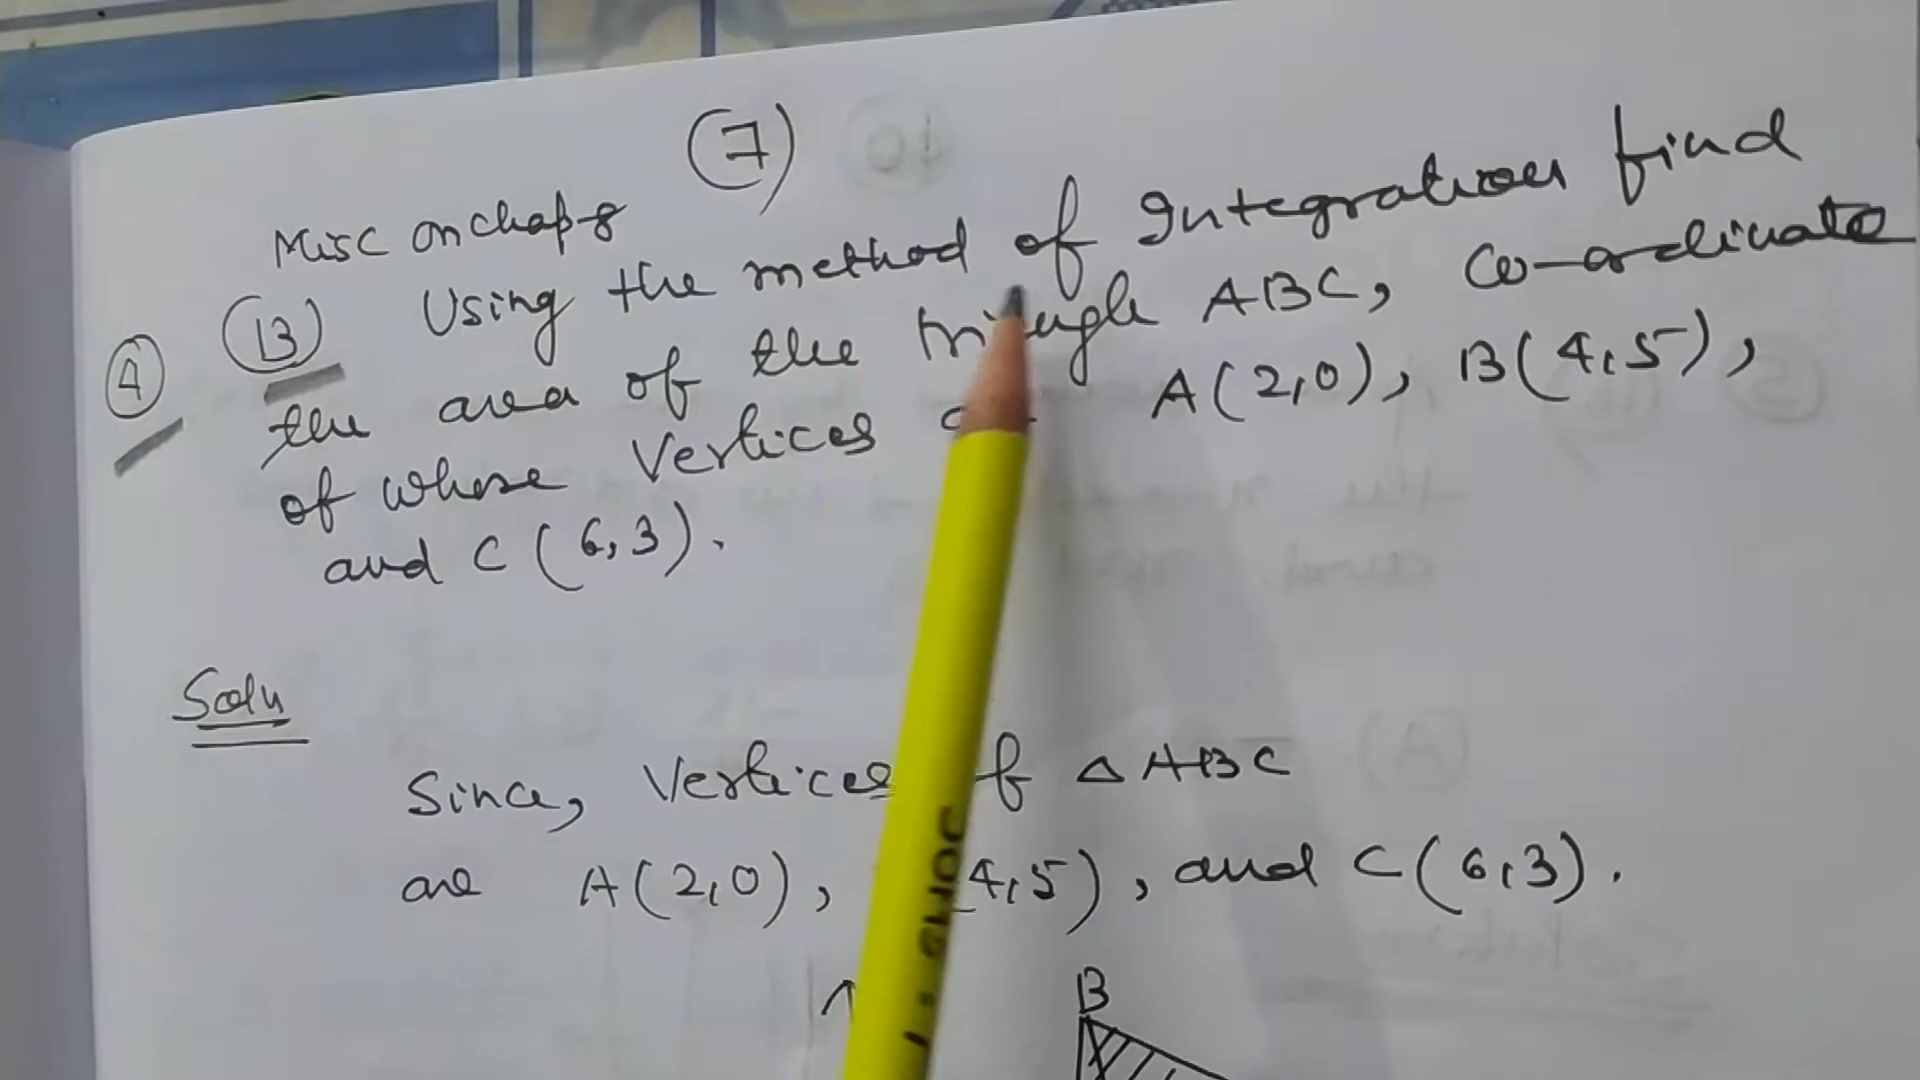 (7)
Misc on chap-8
(4) (13) Using the method of Integration find
the area of the triangle ABC, Co-ordinate
of whose Vertices A(2,0), B(4,5),
and C(6,3).
Soln
Since, Vertices of △ABC
are A(2,0), 4,5), and C(6,3).
B